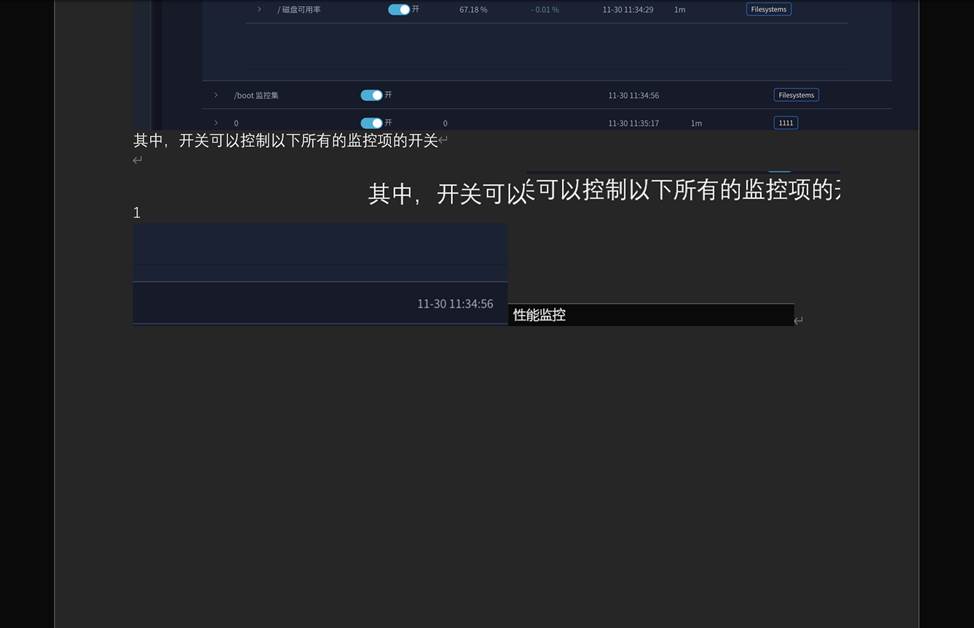 / 磁盘可用率 开 67.18 % - 0.01 % 11-30 11:34:29 1m Filesystems
/boot 监控集 开 11-30 11:34:56 Filesystems
0 开 0 11-30 11:35:17 1m 1111
其中，开关可以控制以下所有的监控项的开关
其中，开关可以
可以控制以下所有的监控项的
1
11-30 11:34:56
性能监控